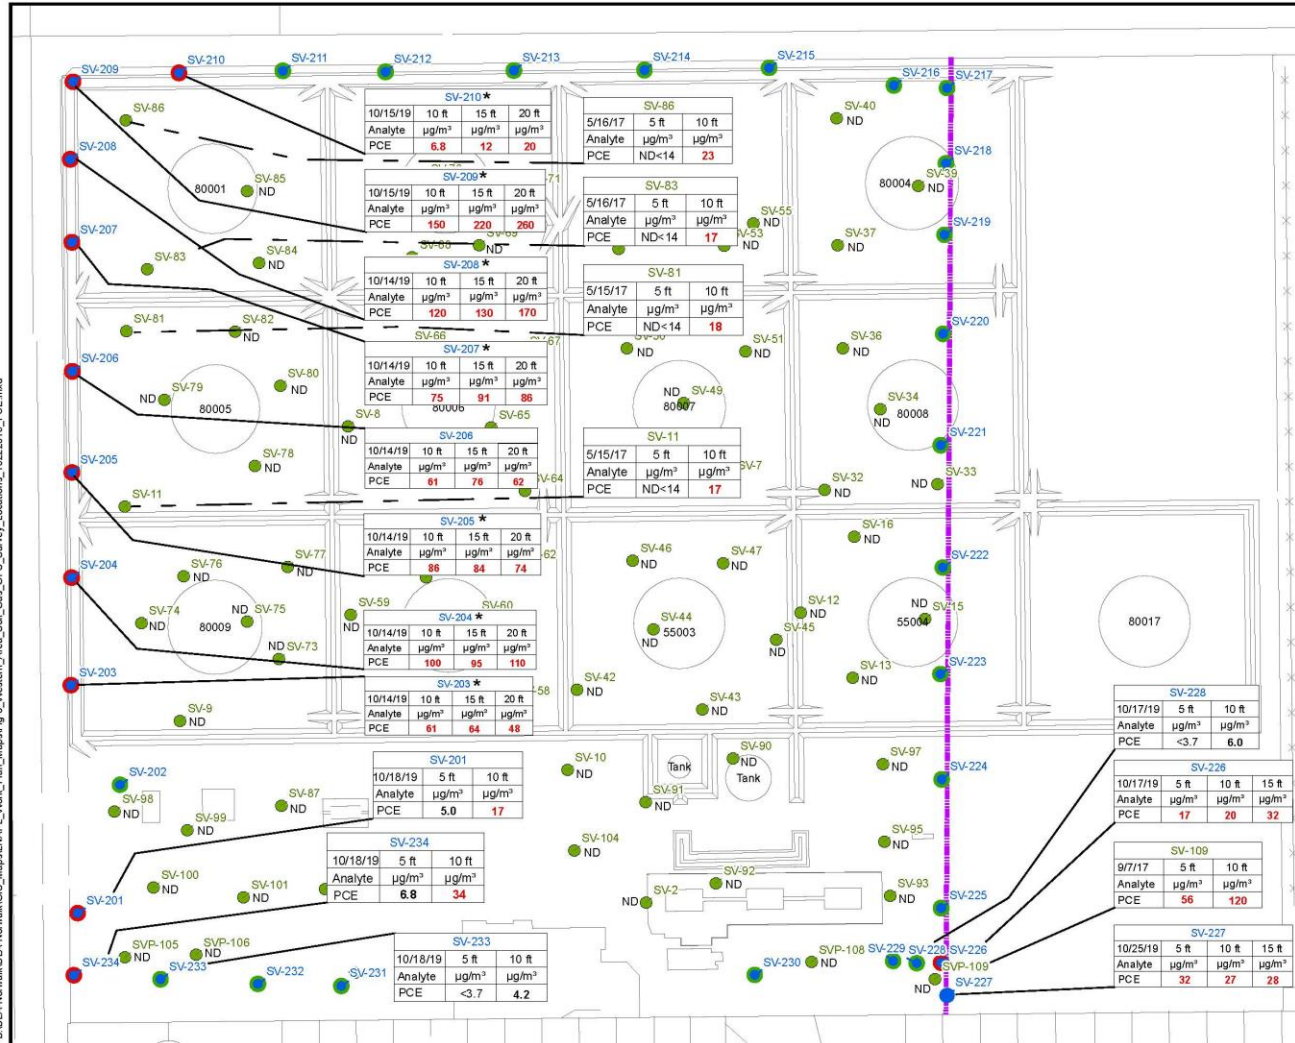 SV-209
SV-210
SV-211
SV-212
SV-213
SV-214
SV-215
SV-216
SV-217
SV-86
SV-208
80001
SV-85
ND
SV-207
SV-83
SV-84
ND
SV-210*
10/15/19 10 ft 15 ft 20 ft
Analyte µg/m³ µg/m³ µg/m³
PCE 6.8 12 20
SV-86
5/16/17 5 ft 10 ft
Analyte µg/m³ µg/m³
PCE ND<14 23
SV-209*
10/15/19 10 ft 15 ft 20 ft
Analyte µg/m³ µg/m³ µg/m³
PCE 150 220 260
SV-83
5/16/17 5 ft 10 ft
Analyte µg/m³ µg/m³
PCE ND<14 17
SV-208*
10/14/19 10 ft 15 ft 20 ft
Analyte µg/m³ µg/m³ µg/m³
PCE 120 130 170
SV-81
5/15/17 5 ft 10 ft
Analyte µg/m³ µg/m³
PCE ND<14 18
SV-207*
10/14/19 10 ft 15 ft 20 ft
Analyte µg/m³ µg/m³ µg/m³
PCE 75 91 86
SV-206
10/14/19 10 ft 15 ft 20 ft
Analyte µg/m³ µg/m³ µg/m³
PCE 61 76 62
SV-11
5/15/17 5 ft 10 ft
Analyte µg/m³ µg/m³
PCE ND<14 17
SV-205*
10/14/19 10 ft 15 ft 20 ft
Analyte µg/m³ µg/m³ µg/m³
PCE 86 84 74
SV-204*
10/14/19 10 ft 15 ft 20 ft
Analyte µg/m³ µg/m³ µg/m³
PCE 100 95 110
SV-203*
10/14/19 10 ft 15 ft 20 ft
Analyte µg/m³ µg/m³ µg/m³
PCE 61 64 48
SV-40
ND
SV-218
80004
SV-39
ND
SV-55
ND
-53
ND
-71
SV-37
ND
SV-219
SV-81
SV-82
ND
SV-66
67
ND
SV-51
ND
SV-36
ND
SV-220
SV-206
SV-79
ND
SV-80
ND
80005
SV-8
ND
80006
SV-65
ND
SV-49
80007
SV-34
ND
80008
SV-221
SV-205
SV-78
ND
SV-11
SV-64
SV-7
SV-32
ND
SV-33
ND
SV-204
SV-76
ND
SV-77
ND
-62
SV-46
ND
SV-47
ND
SV-16
ND
SV-222
SV-74
ND
ND
SV-75
80009
SV-59
ND
SV-60
SV-44
ND
55003
SV-12
ND
SV-45
ND
ND
SV-15
55004
80017
SV-203
ND
SV-73
SV-9
ND
-58
SV-42
ND
SV-43
ND
SV-13
ND
SV-223
SV-202
SV-98
ND
SV-99
ND
SV-87
ND
SV-201
10/18/19 5 ft 10 ft
Analyte µg/m³ µg/m³
PCE 5.0 17
SV-10
ND
Tank
SV-90
ND
Tank
SV-91
ND
SV-97
ND
SV-224
SV-228
10/17/19 5 ft 10 ft
Analyte µg/m³ µg/m³
PCE <3.7 6.0
SV-226
10/17/19 5 ft 10 ft 15 ft
Analyte µg/m³ µg/m³ µg/m³
PCE 17 20 32
SV-234
10/18/19 5 ft 10 ft
Analyte µg/m³ µg/m³
PCE 6.8 34
SV-104
ND
SV-95
ND
SV-109
9/7/17 5 ft 10 ft
Analyte µg/m³ µg/m³
PCE 56 120
SV-100
ND
SV-101
ND
SV-201
SV-2
ND
SV-92
ND
SV-93
ND
SV-225
SV-227
10/25/19 5 ft 10 ft 15 ft
Analyte µg/m³ µg/m³ µg/m³
PCE 32 27 28
SV-233
10/18/19 5 ft 10 ft
Analyte µg/m³ µg/m³
PCE <3.7 4.2
SVP-105
ND
SVP-106
ND
SV-234
SV-233
SV-232
SV-231
SV-230
SVP-108
ND
SV-229
SV-228
SV-226
SVP-109
ND
SV-227